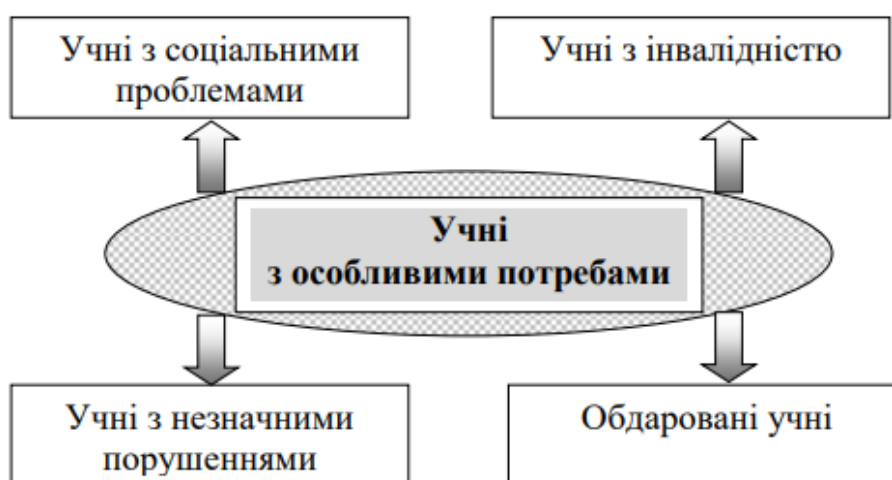 Учні з соціальними
проблемами
Учні з інвалідністю
Учні
з особливими потребами
Учні з незначними
порушеннями
Обдаровані учні